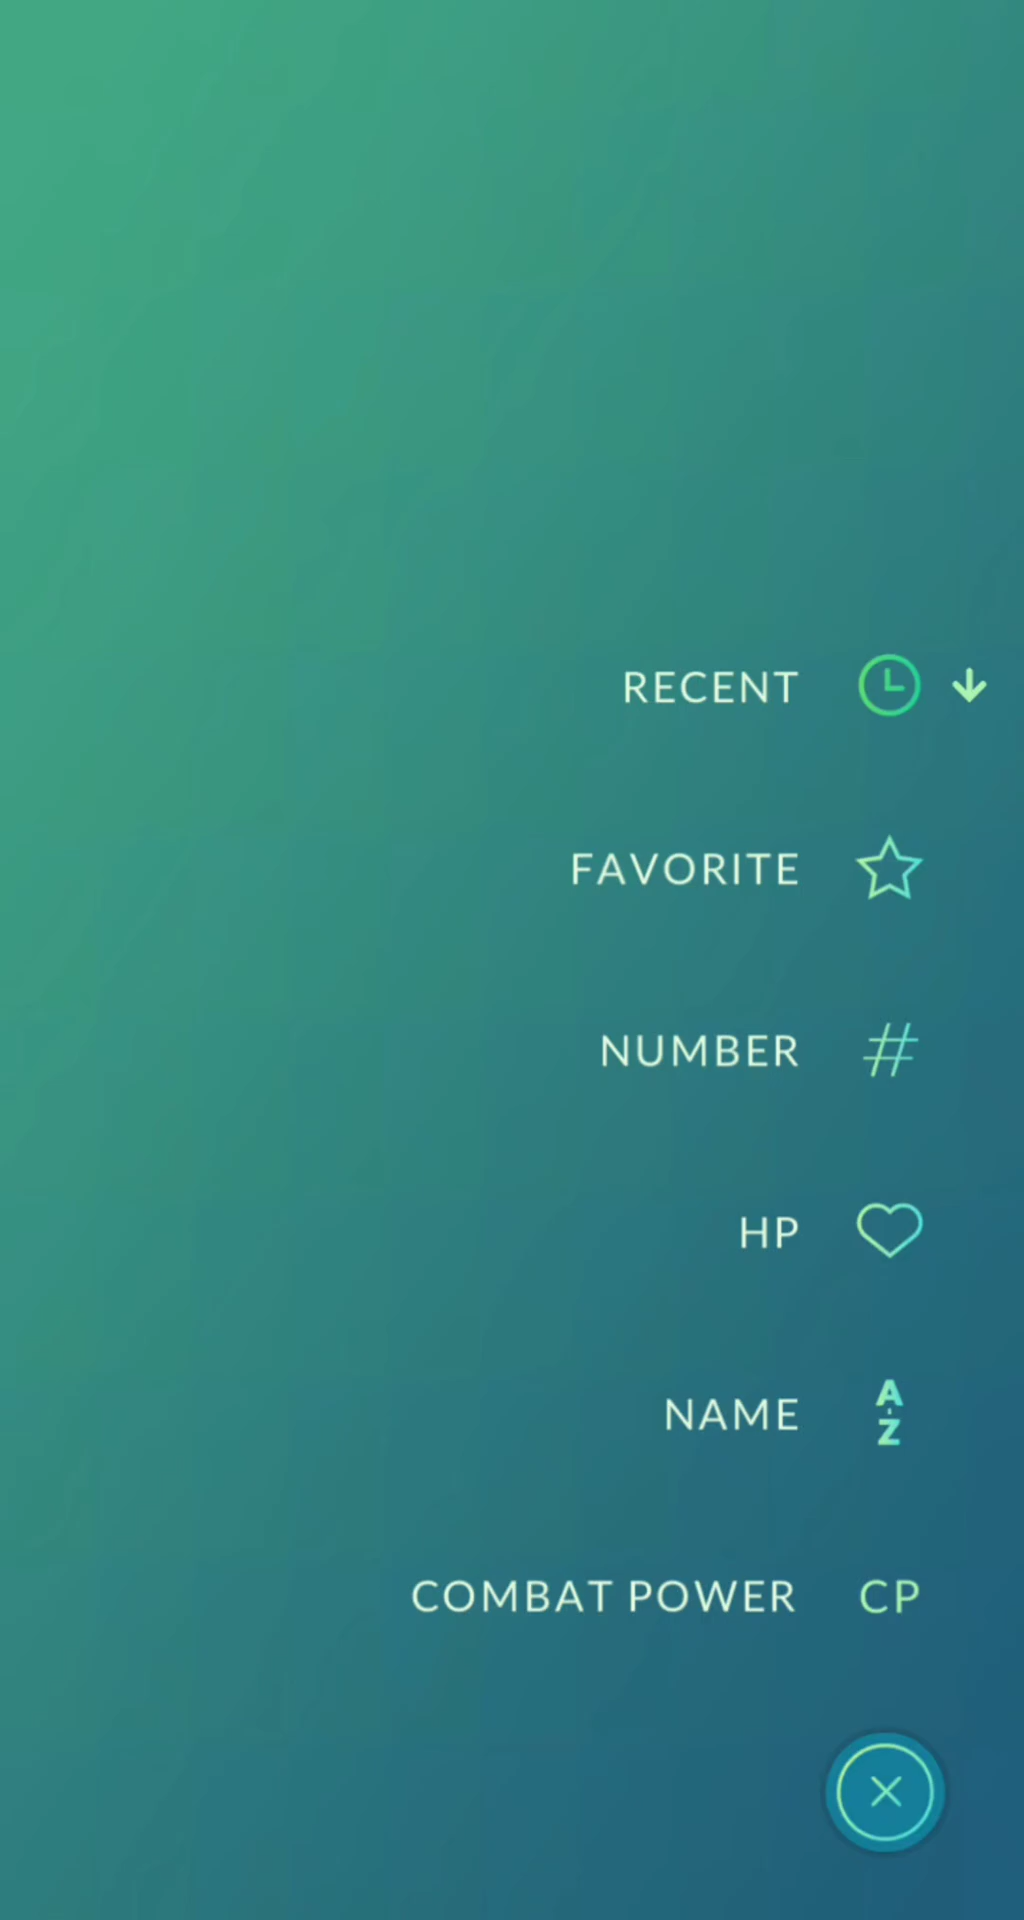 RECENT
FAVORITE
NUMBER #
HP
NAME A-Z
COMBAT POWER CP